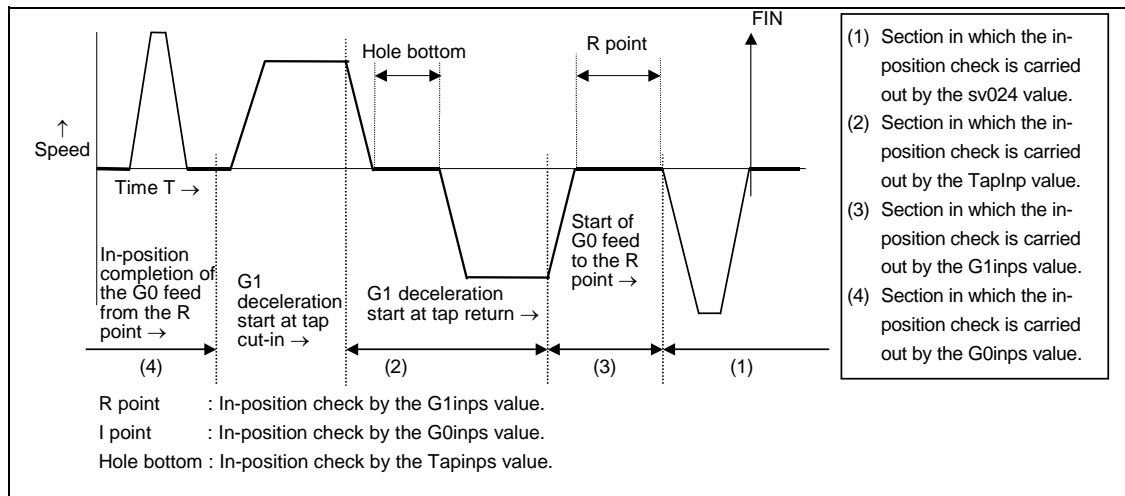 FIN
Hole bottom
R point
↑
Speed
Time T →
In-position
completion of
the G0 feed
from the R
point →
G1
deceleration
start at tap
cut-in →
G1 deceleration
start at tap return →
Start of
G0 feed
to the R
point →
(4)
(2)
(3)
(1)
R point : In-position check by the G1inps value.
I point : In-position check by the G0inps value.
Hole bottom : In-position check by the Tapinps value.
(1) Section in which the in-
position check is carried
out by the sv024 value.
(2) Section in which the in-
position check is carried
out by the TapInp value.
(3) Section in which the in-
position check is carried
out by the G1inps value.
(4) Section in which the in-
position check is carried
out by the G0inps value.